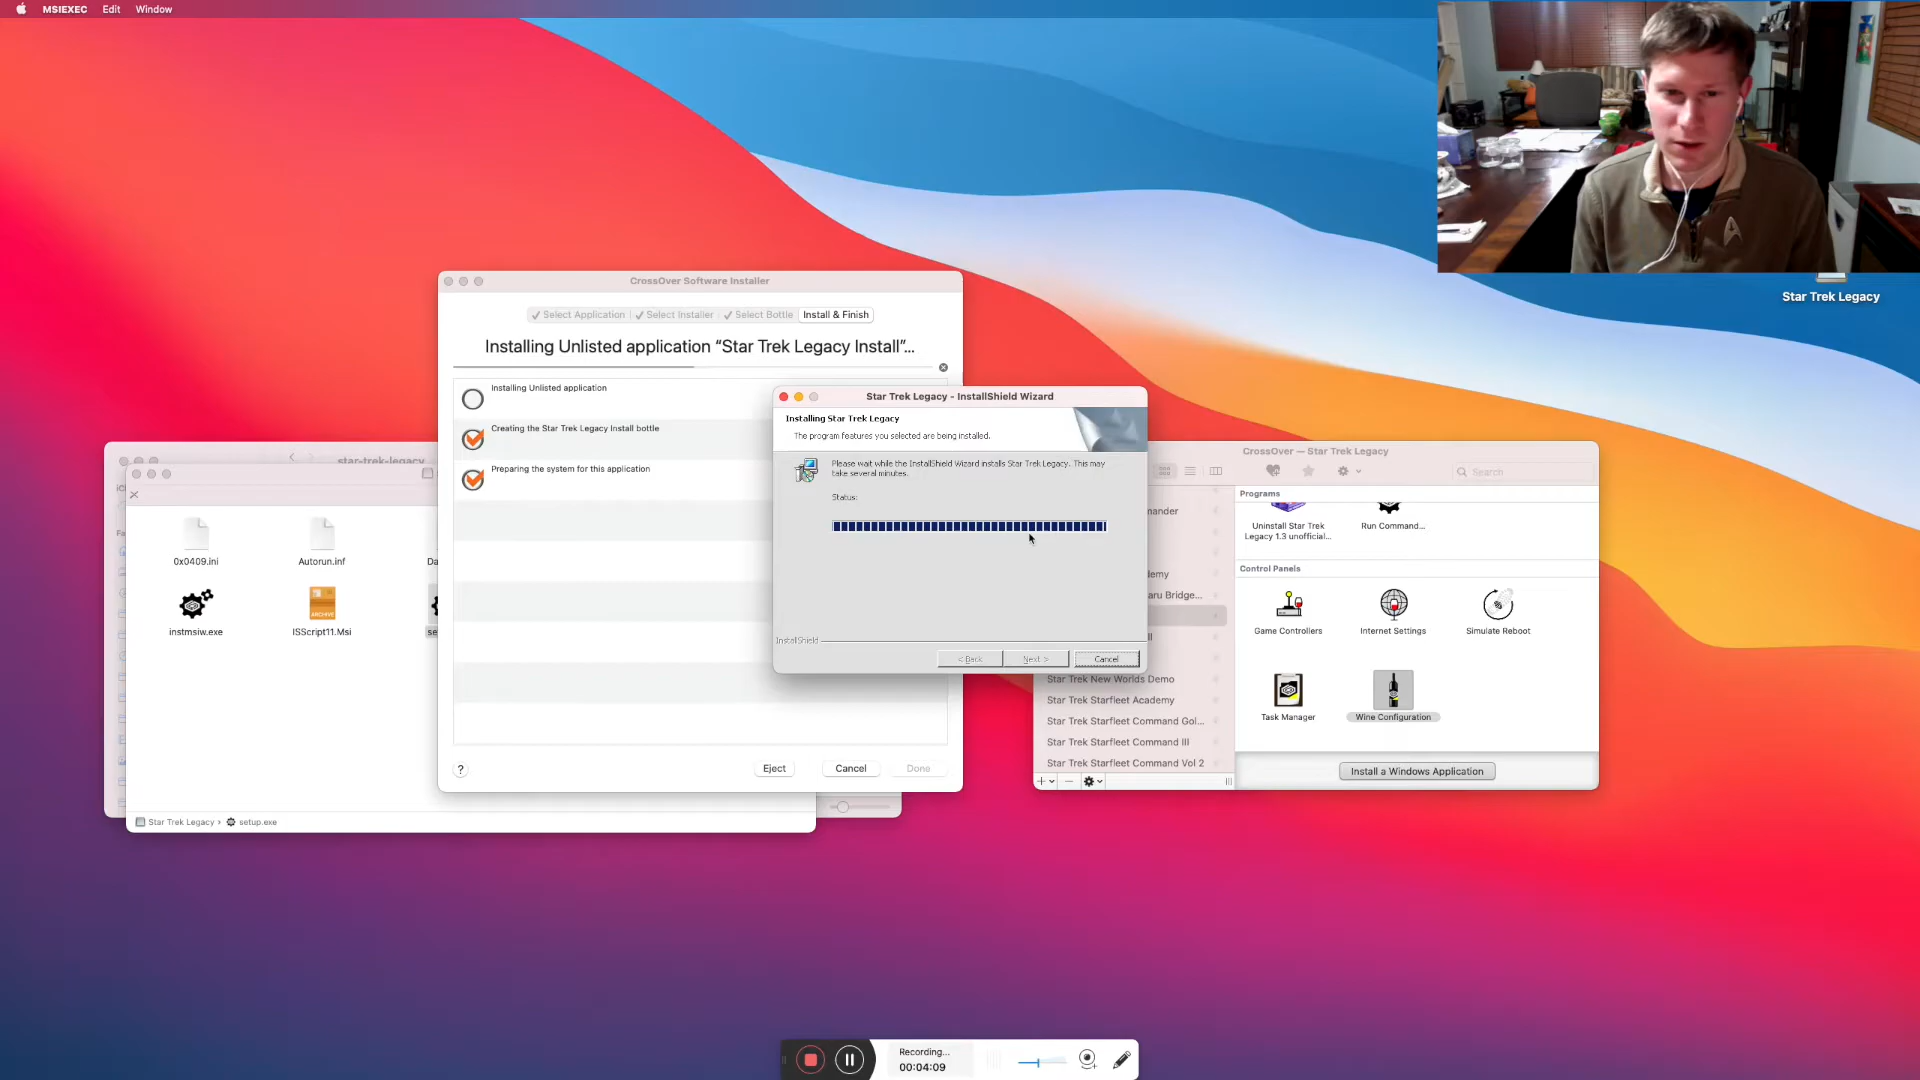 MSIEXEC Edit Window
Star Trek Legacy
CrossOver Software Installer
Select Application Select Installer Select Bottle Install & Finish
Installing Unlisted application “Star Trek Legacy Install”...
Installing Unlisted application
Creating the Star Trek Legacy Install bottle
Preparing the system for this application
? Eject Cancel Done
Star Trek Legacy - InstallShield Wizard
Installing Star Trek Legacy
The program features you selected are being installed.
Please wait while the InstallShield Wizard installs Star Trek Legacy. This may
take several minutes.
Status:
InstallShield
< Back Next > Cancel
star-trek-legacy
0x0409.ini
Autorun.inf
Da
instmsiw.exe
ARCHIVE
ISScript11.Msi
se
Star Trek Legacy › setup.exe
CrossOver — Star Trek Legacy
Search
mander
demy
aru Bridge...
Star Trek New Worlds Demo
Star Trek Starfleet Academy
Star Trek Starfleet Command Gol...
Star Trek Starfleet Command III
Star Trek Starfleet Command Vol 2
Programs
Uninstall Star Trek
Legacy 1.3 unofficial...
Run Command...
Control Panels
Game Controllers
Internet Settings
Simulate Reboot
Task Manager
Wine Configuration
Install a Windows Application
Recording...
00:04:09